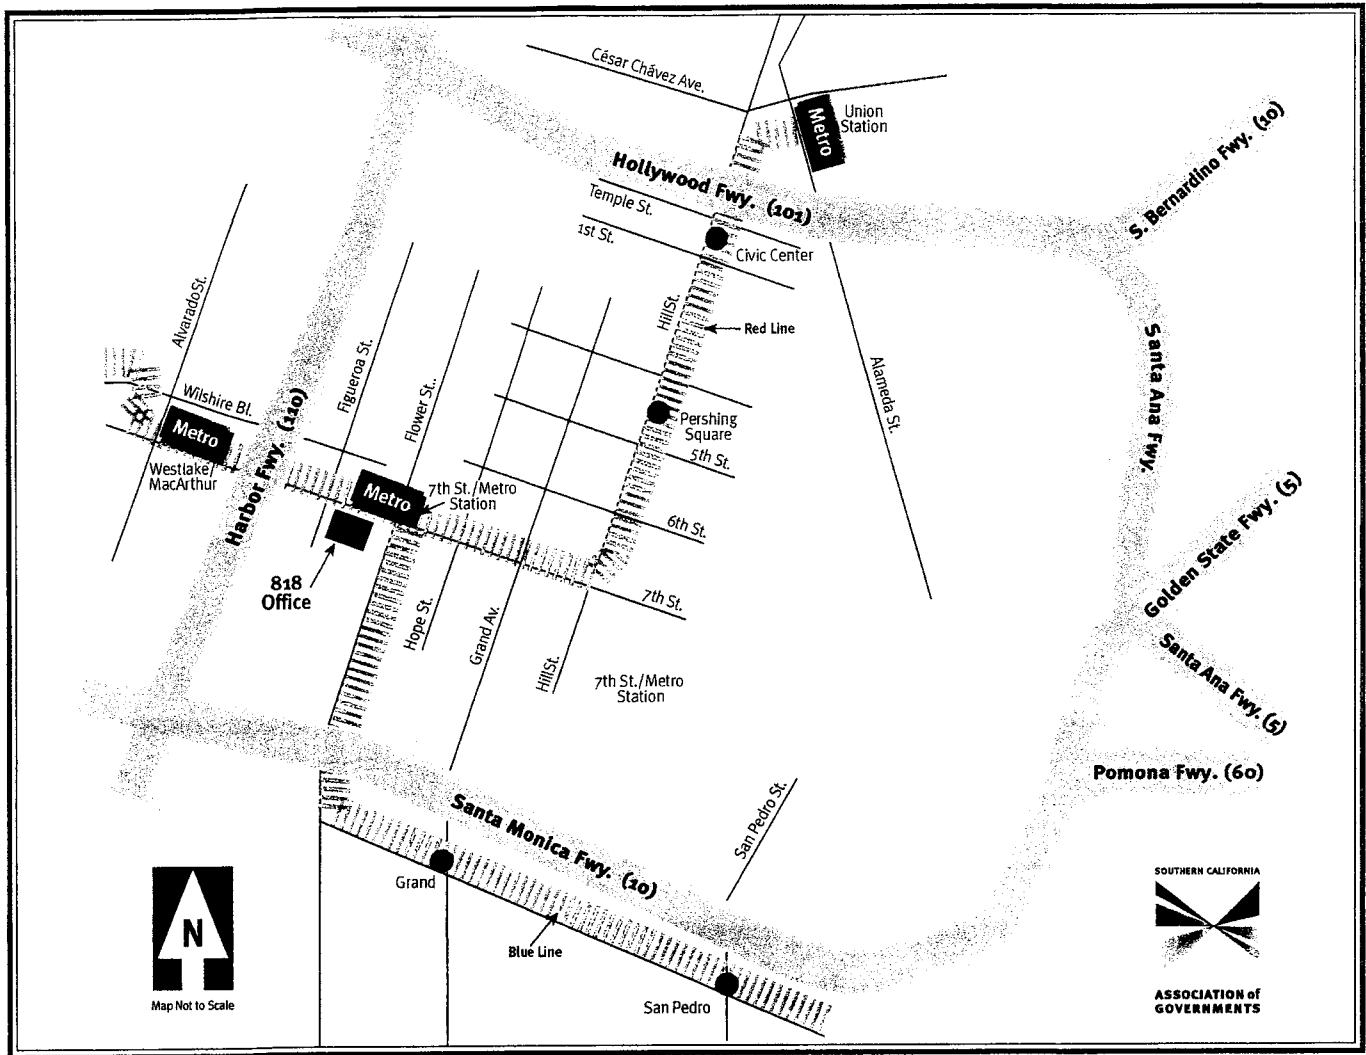 César Chávez Ave.
Metro
Union
Station
S. Bernardino Fwy. (10)
Hollywood Fwy. (101)
Temple St.
1st St.
Civic Center
Alvarado St.
Hill St.
Red Line
Santa Ana Fwy.
Figueroa St.
Flower St..
Alameda St.
Wilshire Bl.
Harbor Fwy. (110)
Metro
Westlake/
MacArthur
Pershing
Square
5th St.
Metro
7th St./Metro
Station
6th St.
Golden State Fwy. (5)
818
Office
7th St.
Hope St.
Grand Av.
Hill St.
7th St./Metro
Station
Santa Ana Fwy. (5)
Pomona Fwy. (60)
Santa Monica Fwy. (10)
San Pedro St.
Grand
Blue Line
San Pedro
N
Map Not to Scale
SOUTHERN CALIFORNIA
ASSOCIATION of
GOVERNMENTS